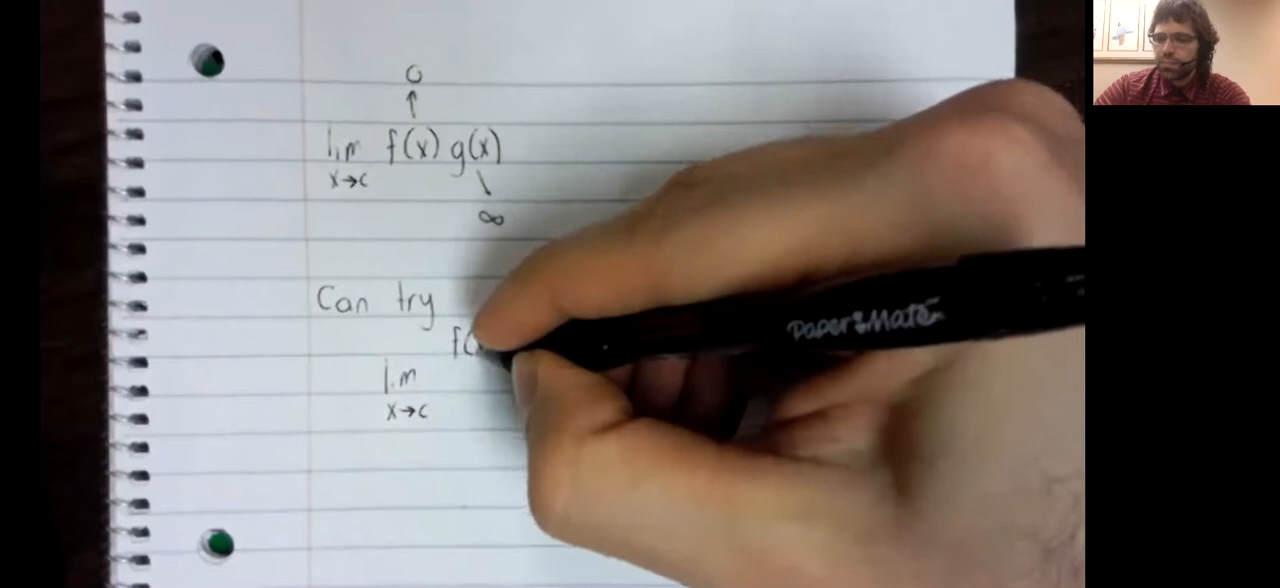 0
↑
lim f(x) g(x)
x→c
∞
Can try
f(
lim
x→c
Paper Mate